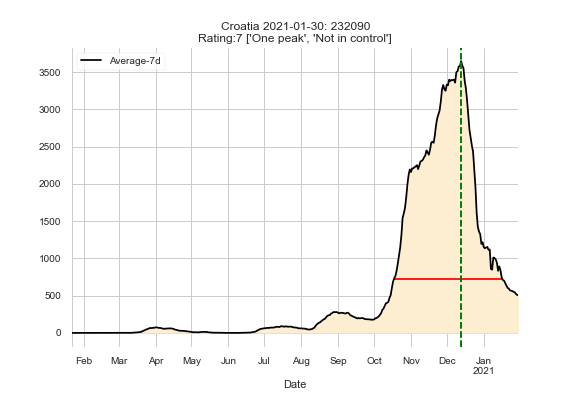 Croatia 2021-01-30: 232090
Rating:7 ['One peak', 'Not in control']
Average-7d
3500
3000
2500
2000
1500
1000
500
0
Feb Mar Apr May Jun Jul Aug Sep Oct Nov Dec Jan
2021
Date